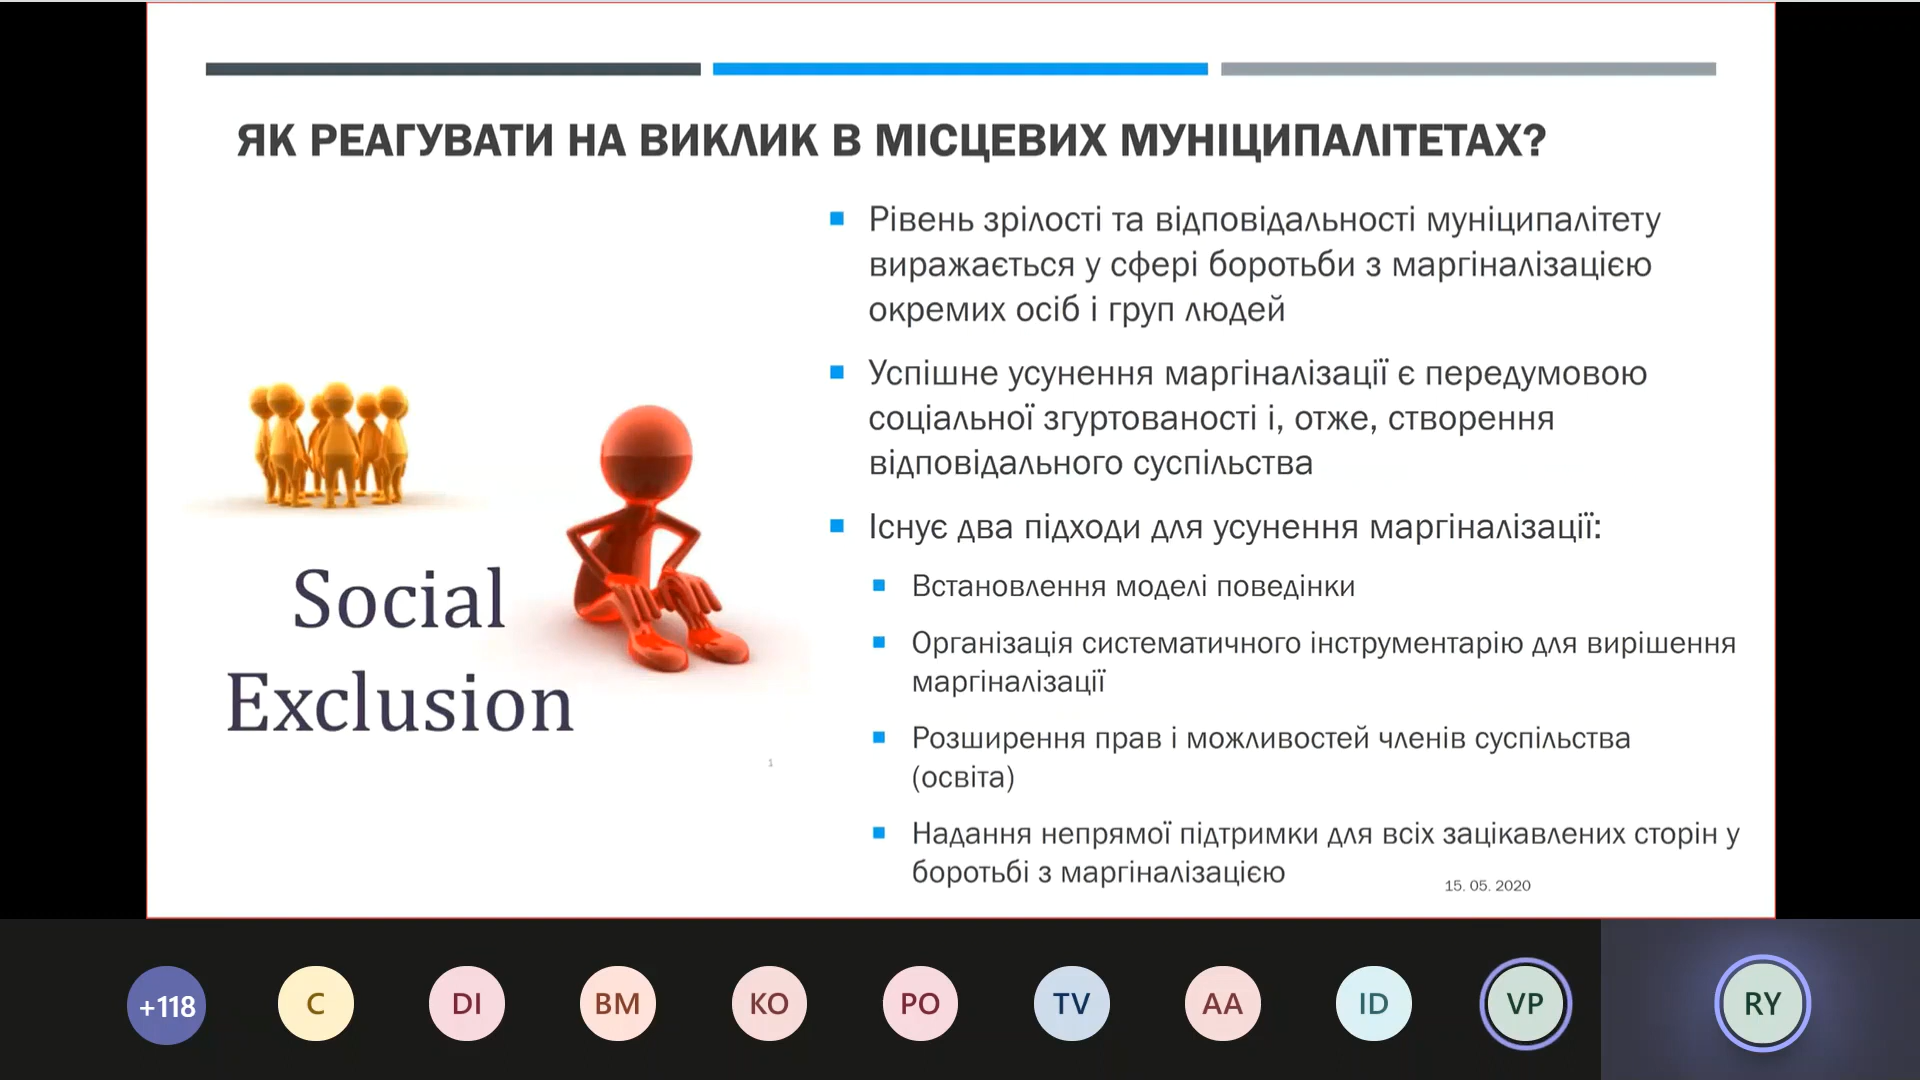 ЯК РЕАГУВАТИ НА ВИКЛИК В МІСЦЕВИХ МУНІЦИПАЛІТЕТАХ?
Рівень зрілості та відповідальності муніципалітету
виражається у сфері боротьби з маргіналізацією
окремих осіб і груп людей
Успішне усунення маргіналізації є передумовою
соціальної згуртованості і, отже, створення
відповідального суспільства
Існує два підходи для усунення маргіналізації:
Встановлення моделі поведінки
Організація систематичного інструментарію для вирішення
маргіналізації
Розширення прав і можливостей членів суспільства
(освіта)
Надання непрямої підтримки для всіх зацікавлених сторін у
боротьбі з маргіналізацією
Social
Exclusion
1
15. 05. 2020
+118
C
DI
BM
KO
PO
TV
AA
ID
VP
RY